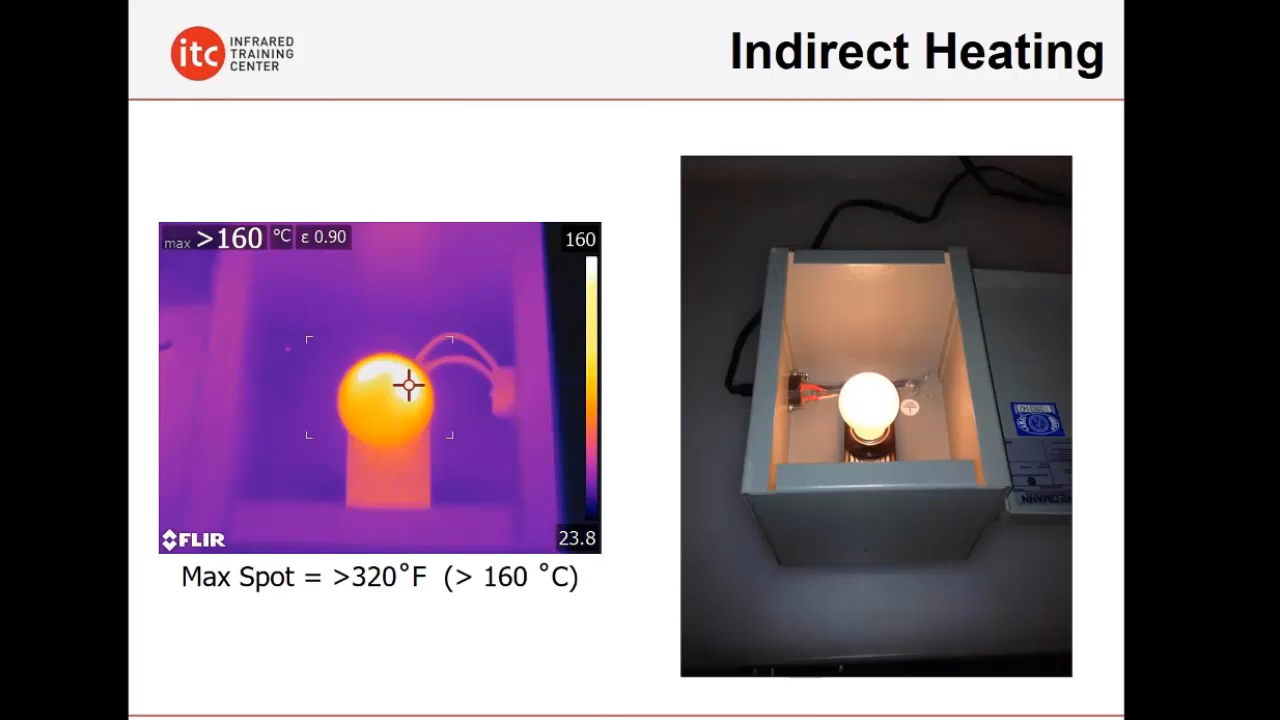 itc INFRARED
TRAINING
CENTER
Indirect Heating
max >160 °C ε 0.90
160
FLIR
23.8
Max Spot = >320°F (> 160 °C)